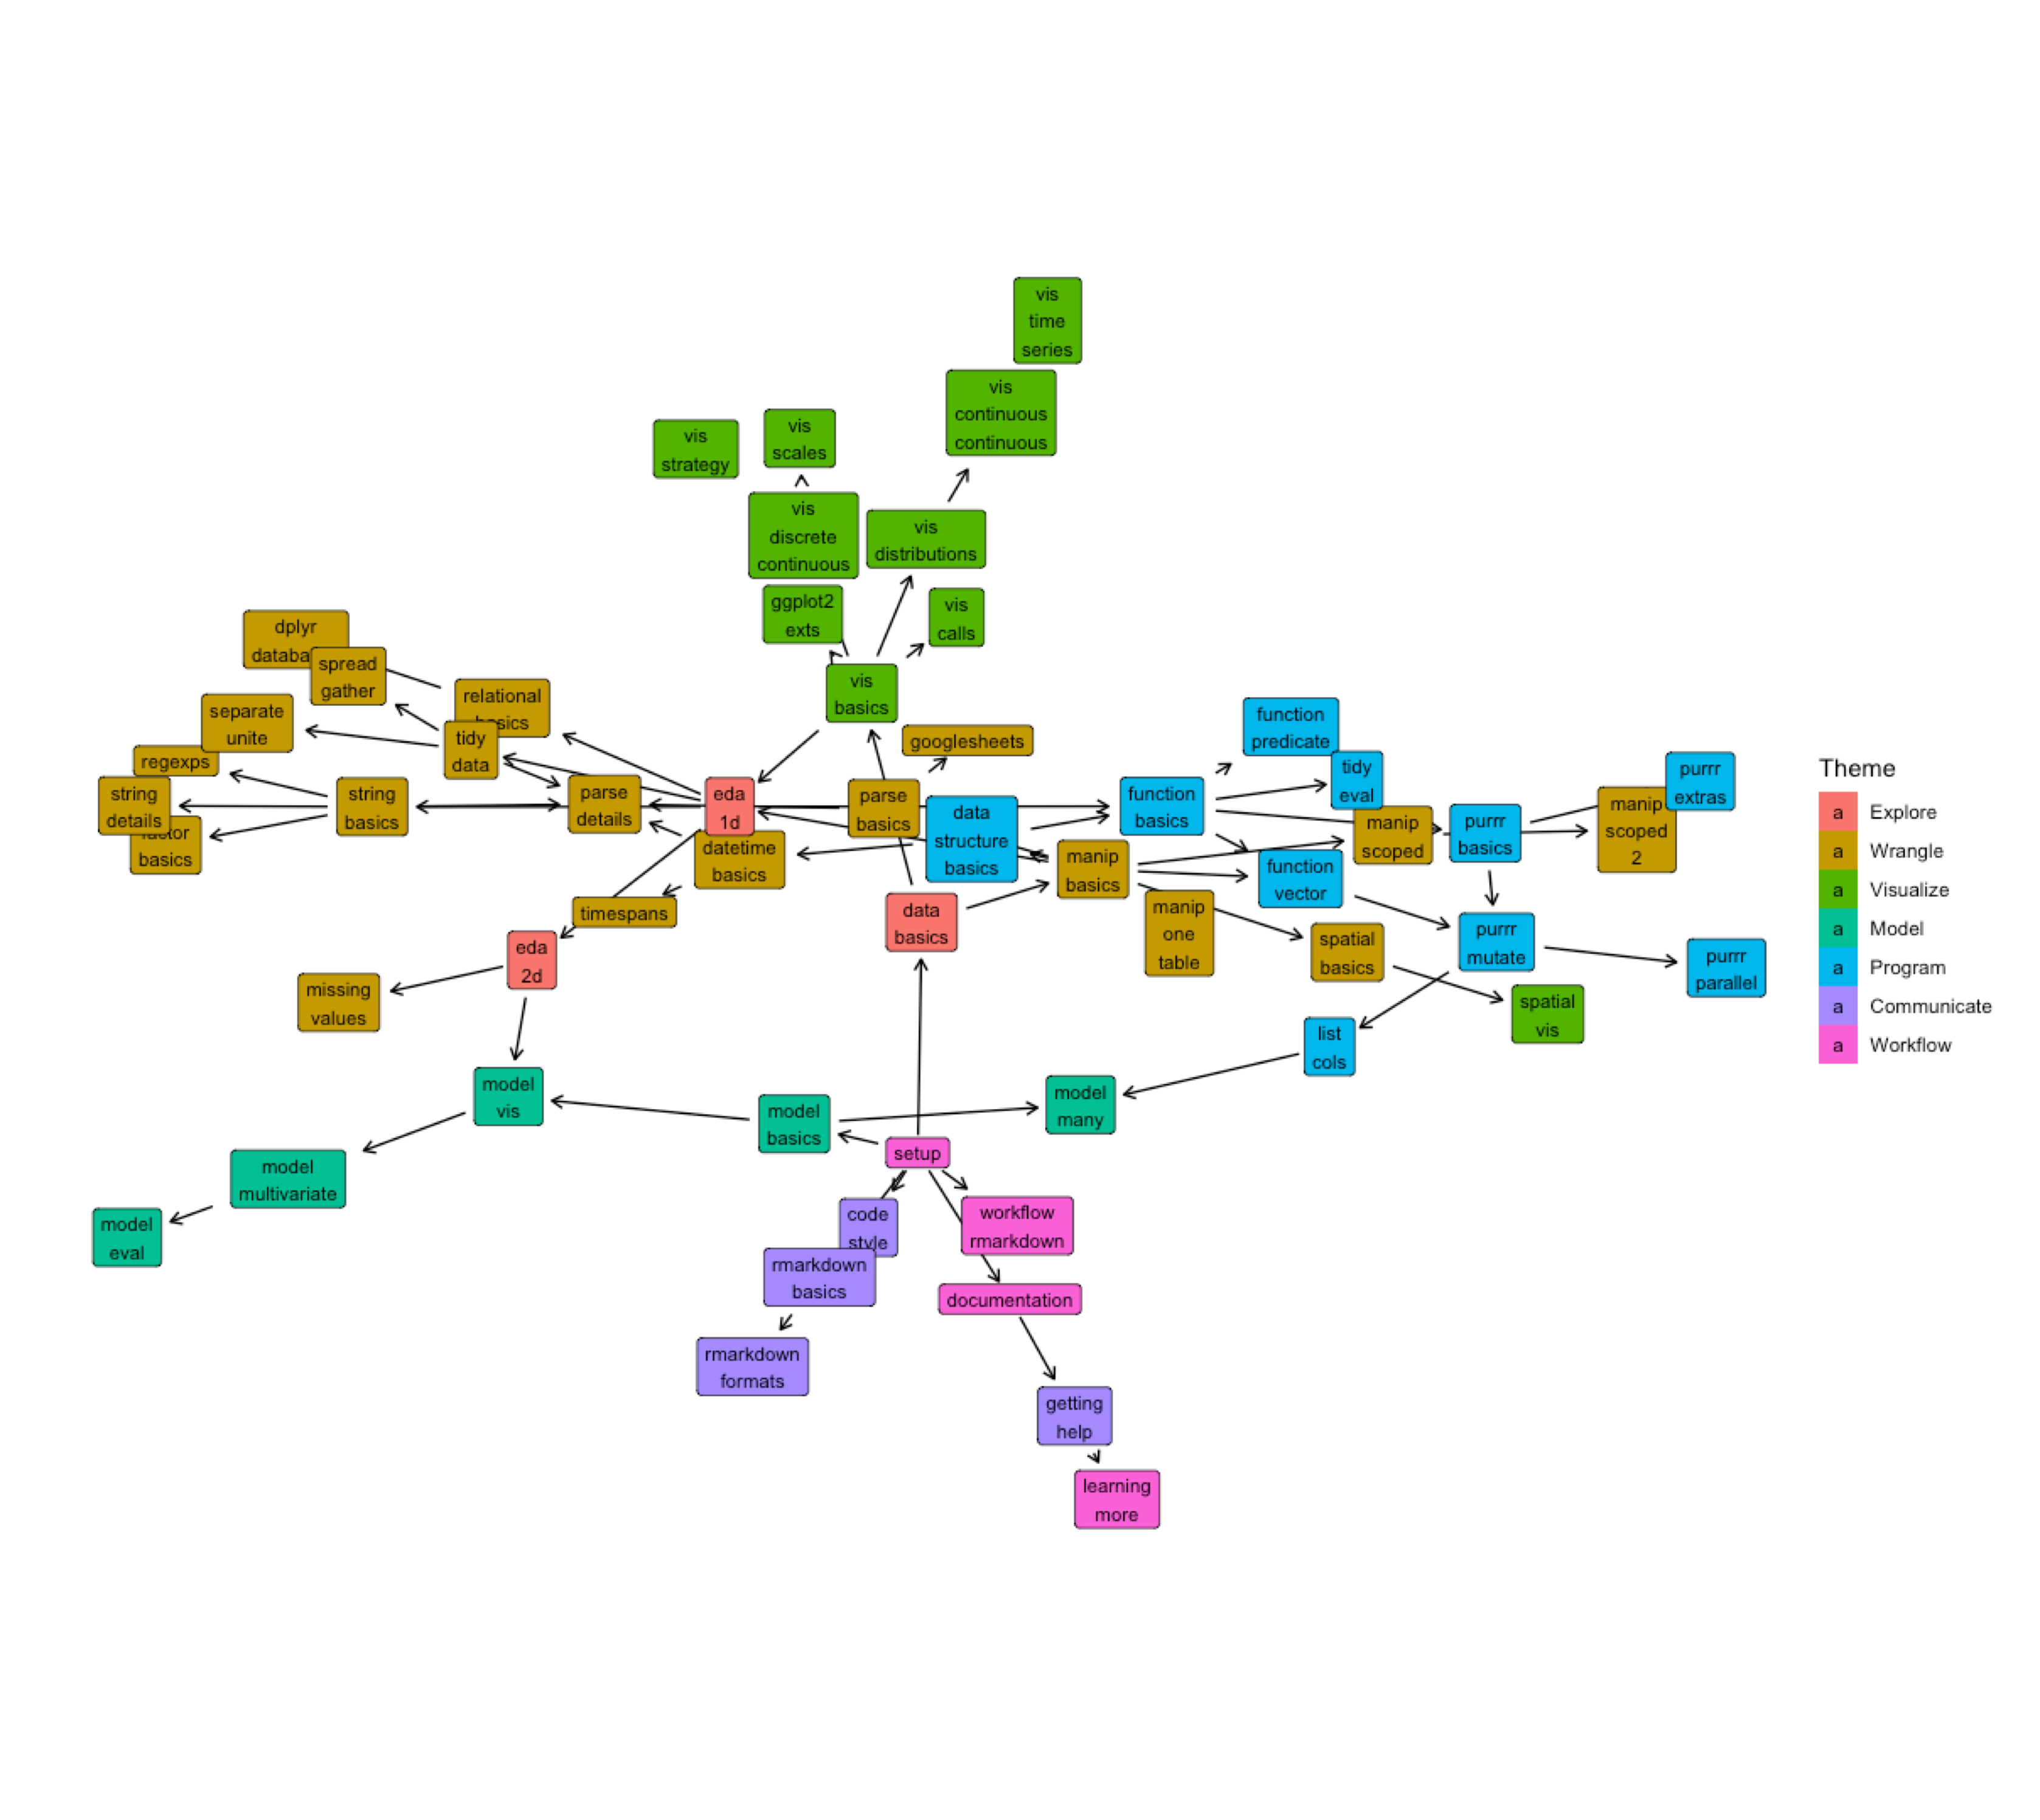 vis
time
series
vis
continuous
continuous
vis
strategy
vis
scales
vis
discrete
continuous
vis
distributions
ggplot2
exts
vis
calls
vis
basics
dplyr
spread
gather
relational
separate
unite
tidy
data
regexps
string
details
basics
string
basics
parse
details
eda
1d
datetime
basics
timespans
parse
basics
googlesheets
data
structure
basics
data
basics
manip
basics
manip
one
table
function
basics
function
predicate
tidy
eval
manip
scoped
function
vector
purrr
basics
purrr
extras
manip
scoped
2
purrr
mutate
purrr
parallel
spatial
basics
spatial
vis
list
cols
eda
2d
missing
values
model
vis
model
basics
model
many
model
multivariate
model
eval
setup
code
style
workflow
rmarkdown
rmarkdown
basics
documentation
rmarkdown
formats
getting
help
learning
more
Theme
a Explore
a Wrangle
a Visualize
a Model
a Program
a Communicate
a Workflow